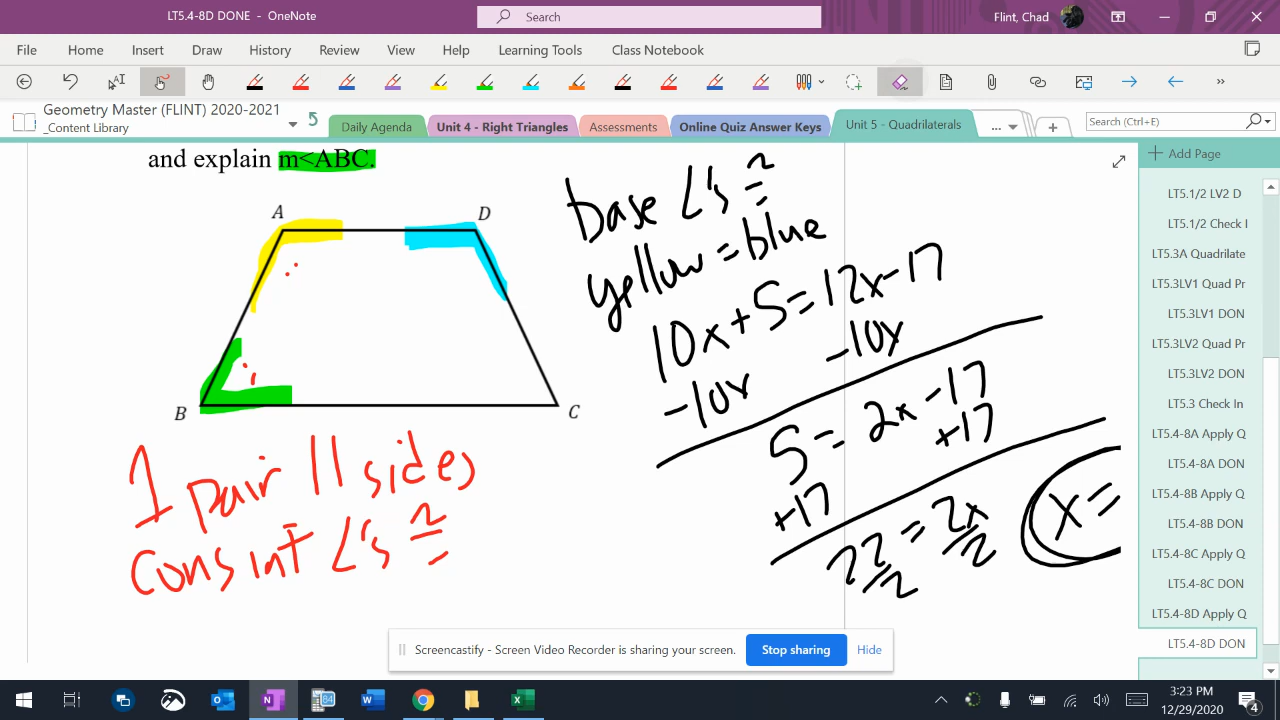 LT5.4-8D DONE - OneNote
Search
Flint, Chad
File Home Insert Draw History Review View Help Learning Tools Class Notebook
Geometry Master (FLINT) 2020-2021
_Content Library
Daily Agenda
Unit 4 - Right Triangles
Assessments
Online Quiz Answer Keys
Unit 5 - Quadrilaterals
...
+
Search (Ctrl+E)
Add Page
LT5.1/2 LV2 D
LT5.1/2 Check I
LT5.3A Quadrilate
LT5.3LV1 Quad Pr
LT5.3LV1 DON
LT5.3LV2 Quad Pr
LT5.3LV2 DON
LT5.3 Check In
LT5.4-8A Apply Q
LT5.4-8A DON
LT5.4-8B Apply Q
LT5.4-8B DON
LT5.4-8C Apply Q
LT5.4-8C DON
LT5.4-8D Apply Q
LT5.4-8D DON
and explain m<ABC.
A
D
B
C
base ∠'s ≅
yellow = blue
10x+5=12x-17
-10x -10x
5 = 2x -17
+17 +17
22 = 2x
2 2
x=
1 pair || sides
cons int ∠'s ≅
Screencastify - Screen Video Recorder is sharing your screen.
Stop sharing
Hide
84
3:23 PM
12/29/2020
4